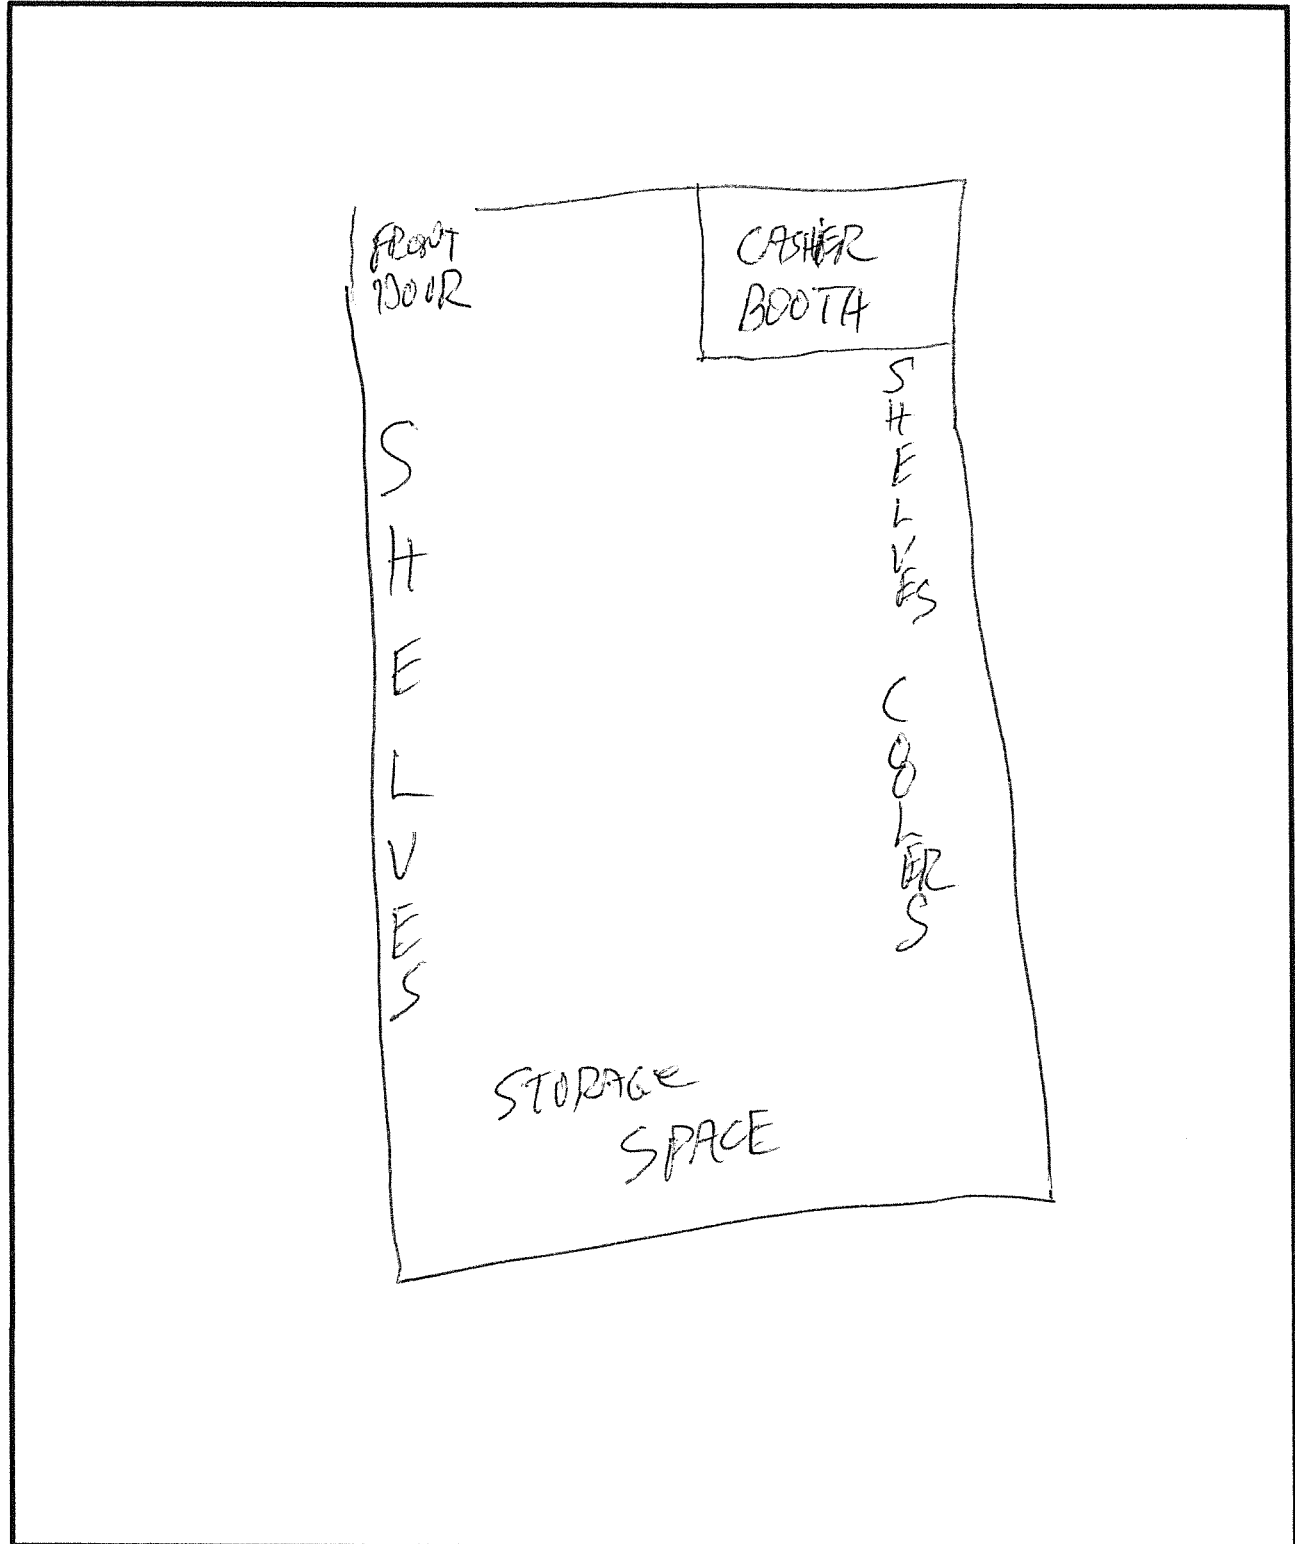 FRONT
DOOR
CASHIER
BOOTH
SHELVES
SHELVES
COOLERS
STORAGE
SPACE